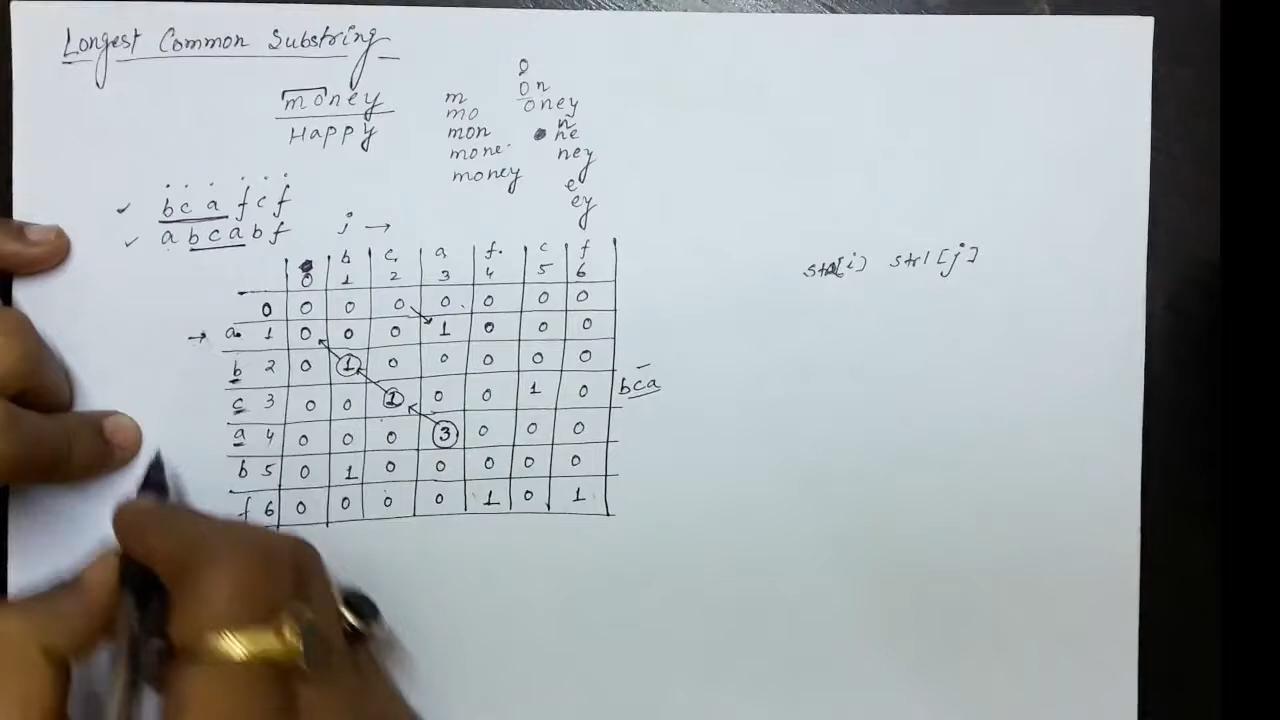 Longest Common Substring
money
Happy
m
mo
mon
mone
money
o
on
oney
n
ne
ney
e
ey
bcafcf
abcabf
j →
b c a f c f
0 1 2 3 4 5 6
0 0 0 0 0 0 0 0
→ a 1 0 0 0 1 0 0 0
b 2 0 1 0 0 0 0 0
c 3 0 0 1 0 0 1 0 bca
a 4 0 0 0 3 0 0 0
b 5 0 1 0 0 0 0 0
f 6 0 0 0 0 1 0 1
str[i] str1[j]